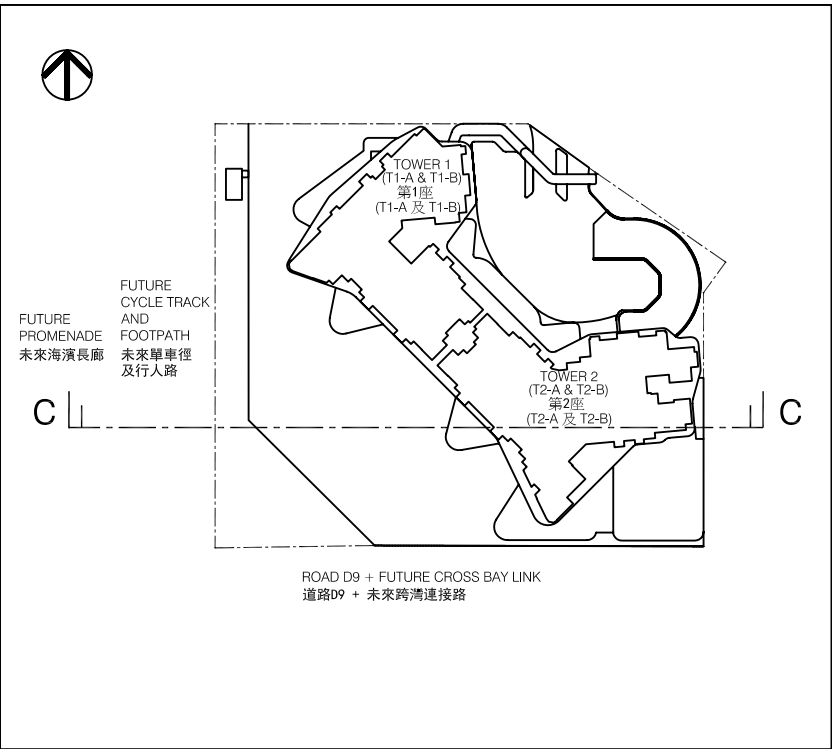 TOWER 1
(T1-A & T1-B)
第1座
(T1-A 及 T1-B)
FUTURE
CYCLE TRACK
AND
FOOTPATH
未來單車徑
及行人路
FUTURE
PROMENADE
未來海濱長廊
TOWER 2
(T2-A & T2-B)
第2座
(T2-A 及 T2-B)
C
C
ROAD D9 + FUTURE CROSS BAY LINK
道路D9 + 未來跨灣連接路